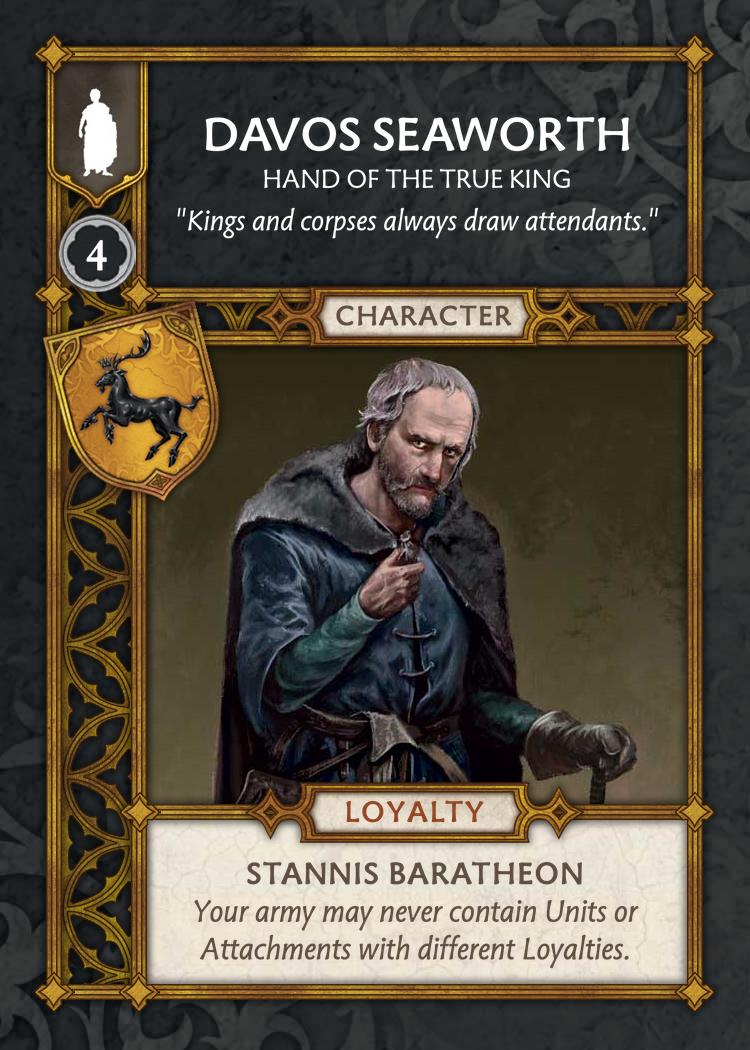 DAVOS SEAWORTH
HAND OF THE TRUE KING
"Kings and corpses always draw attendants."
4
CHARACTER
LOYALTY
STANNIS BARATHEON
Your army may never contain Units or
Attachments with different Loyalties.